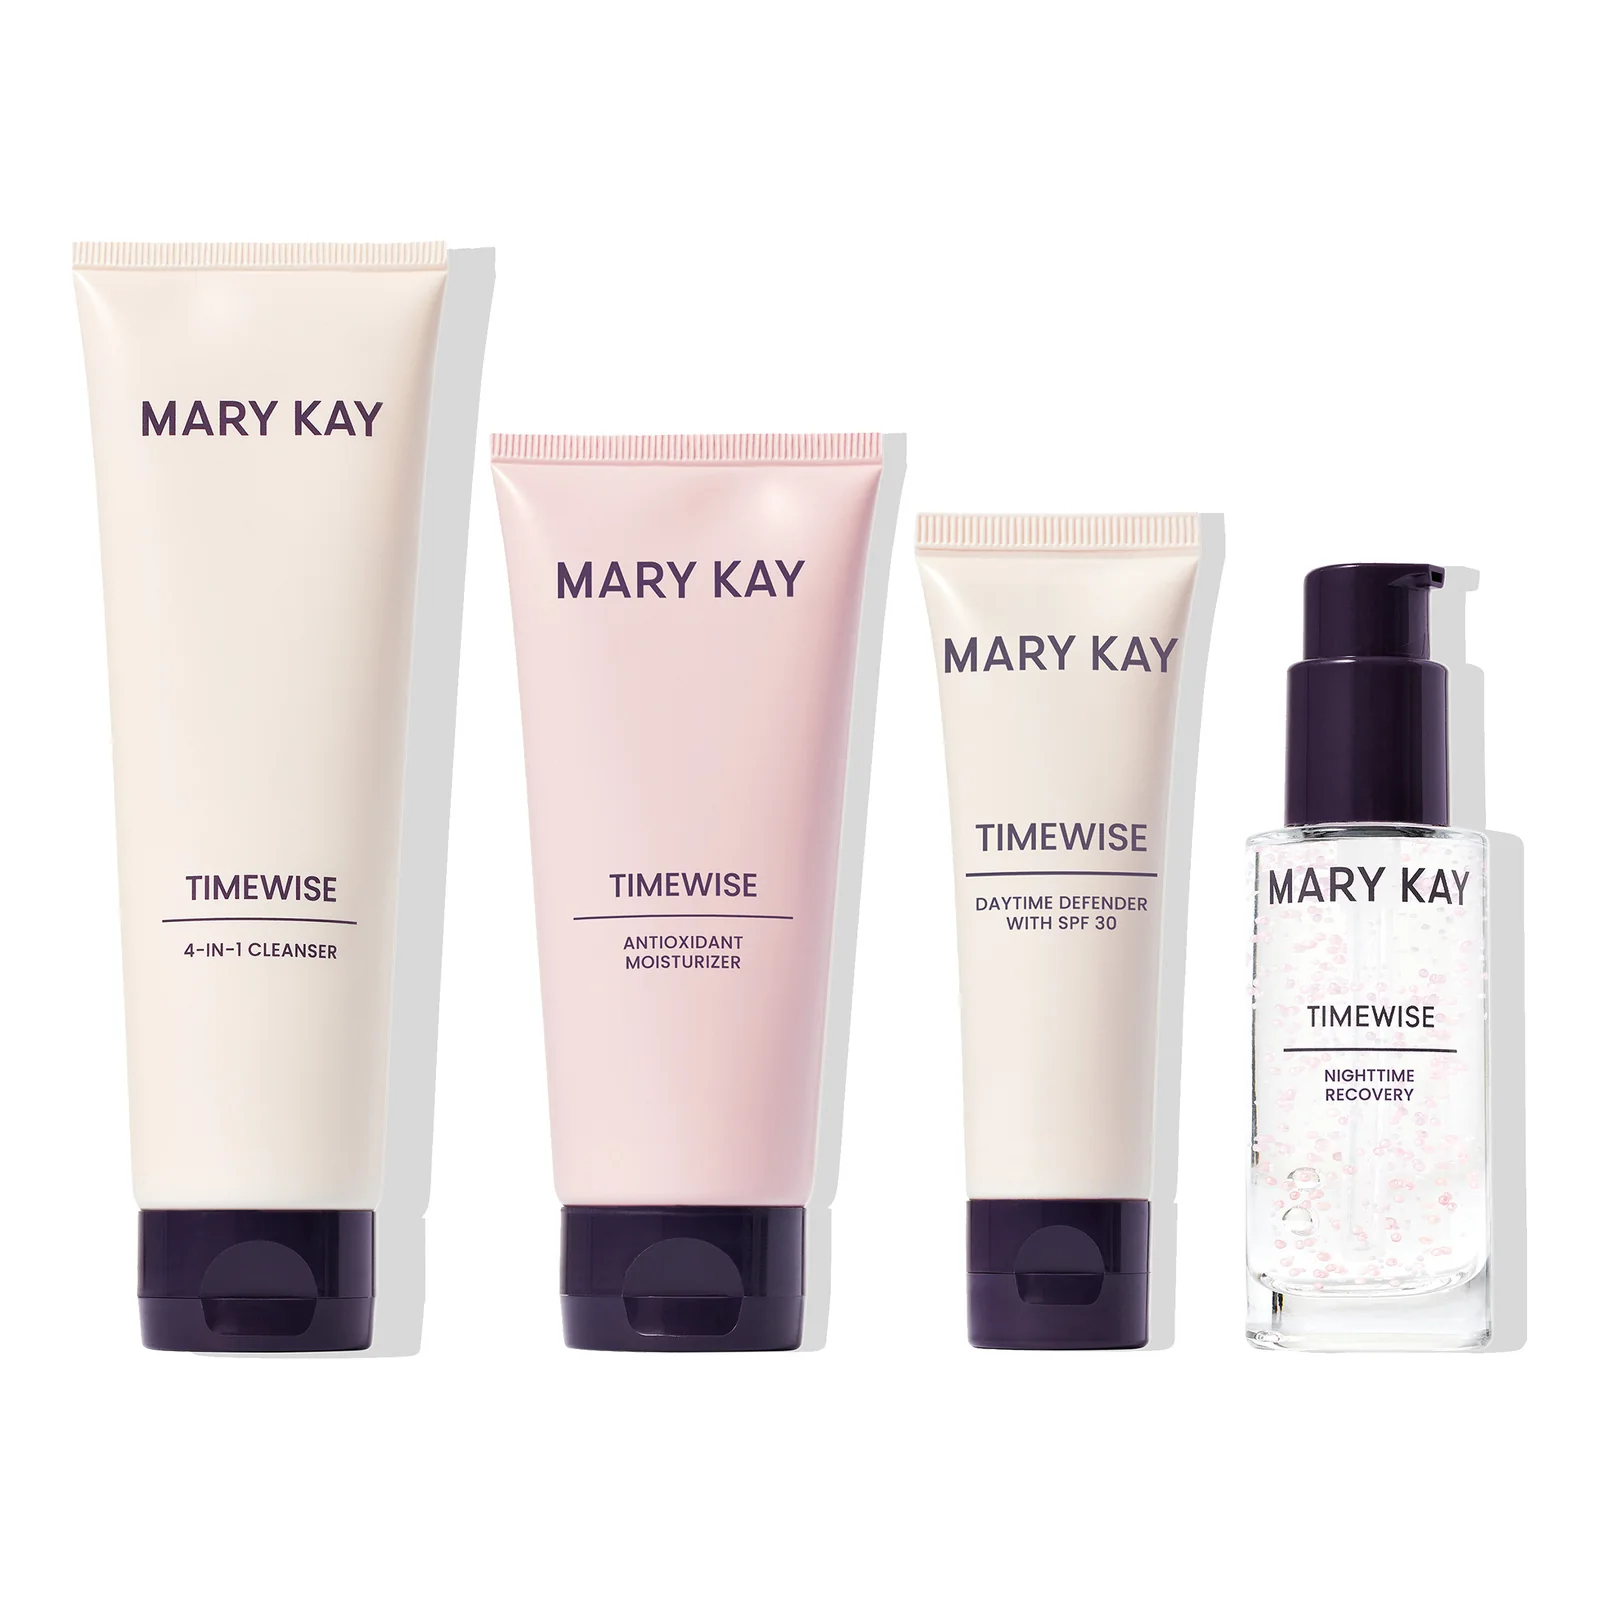 MARY KAY
TIMEWISE
4-IN-1 CLEANSER
MARY KAY
TIMEWISE
ANTIOXIDANT
MOISTURIZER
MARY KAY
TIMEWISE
DAYTIME DEFENDER
WITH SPF 30
MARY KAY
TIMEWISE
NIGHTTIME
RECOVERY